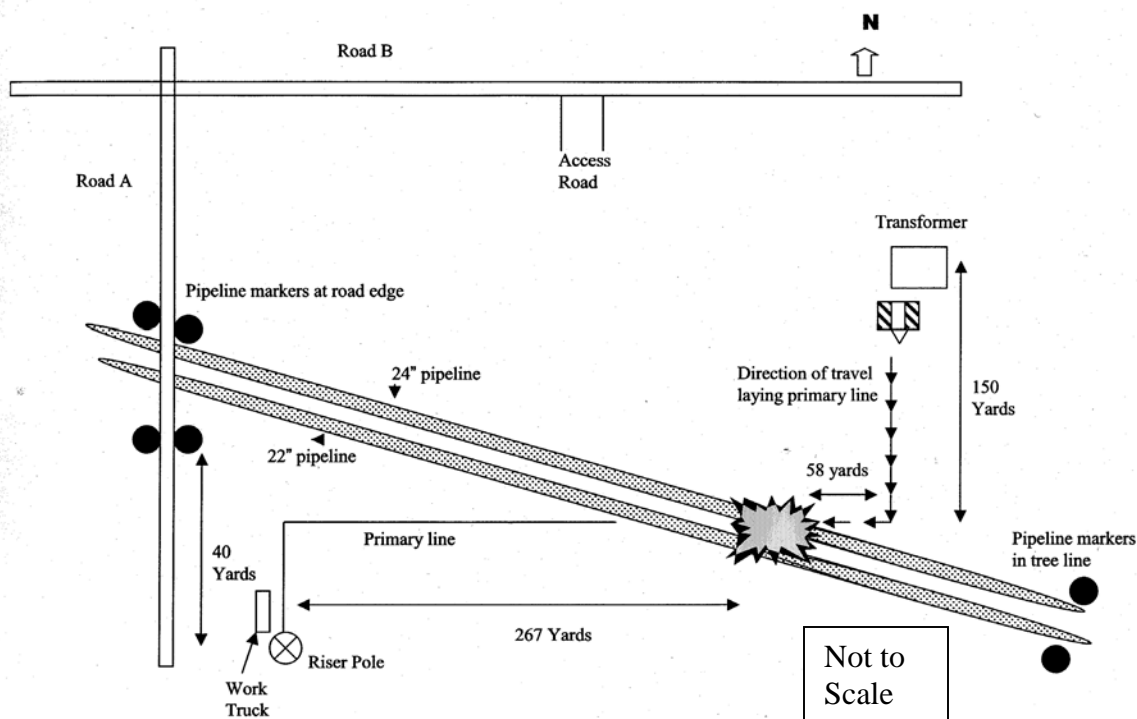 N
Road B
Access
Road
Road A
Transformer
Pipeline markers at road edge
24" pipeline
Direction of travel
laying primary line
150
Yards
22" pipeline
58 yards
Primary line
Pipeline markers
in tree line
40
Yards
267 Yards
Riser Pole
Work
Truck
Not to
Scale